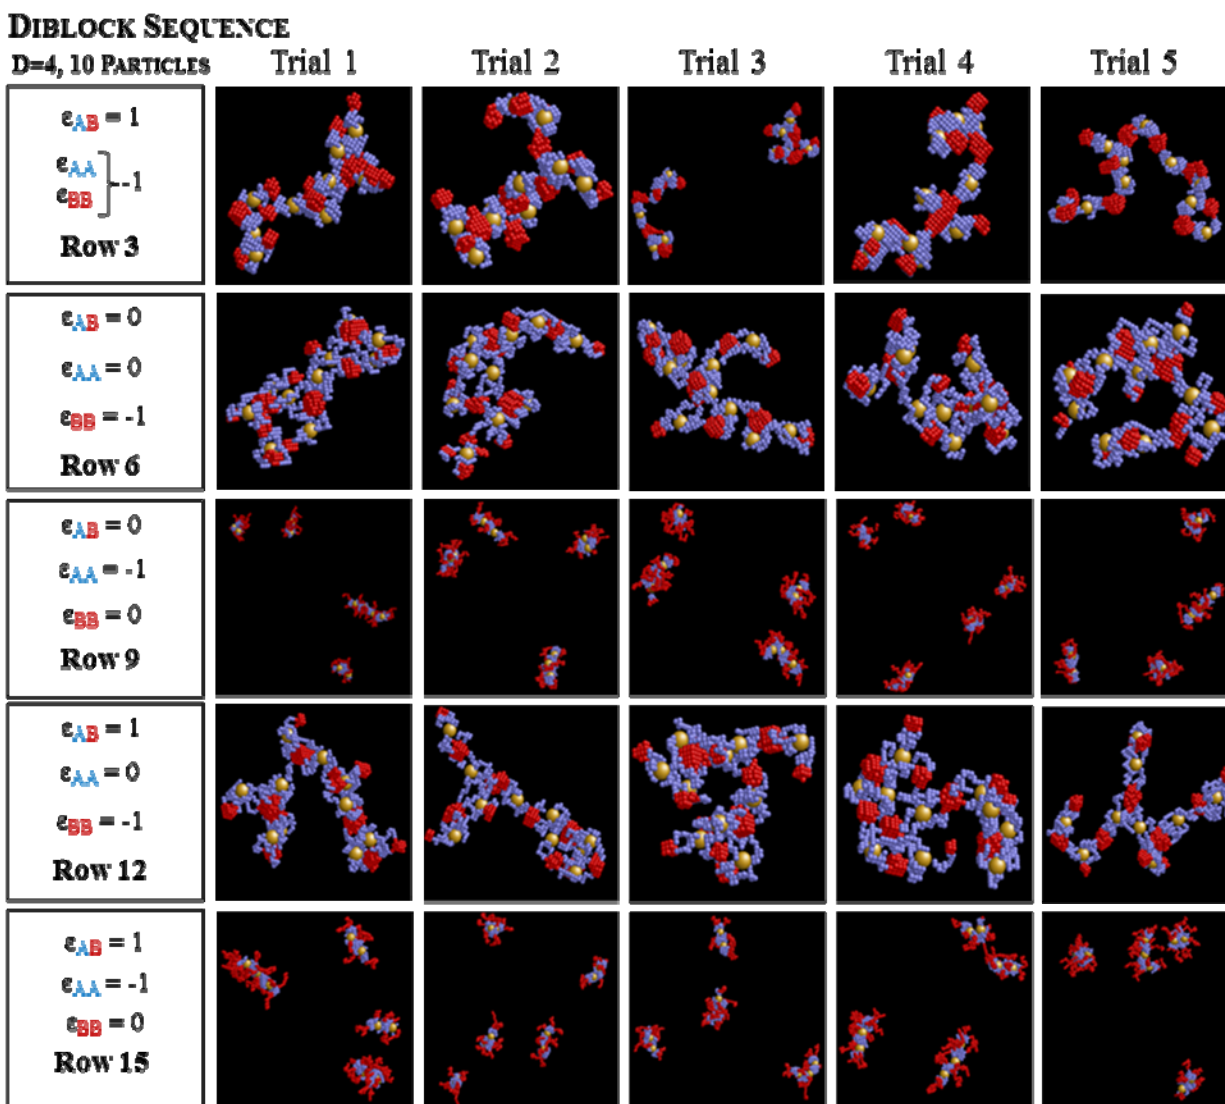 DIBLOCK SEQUENCE
D=4, 10 PARTICLES Trial 1 Trial 2 Trial 3 Trial 4 Trial 5
εAB = 1
εAA
εBB
-1
Row 3
εAB = 0
εAA = 0
εBB = -1
Row 6
εAB = 0
εAA = -1
εBB = 0
Row 9
εAB = 1
εAA = 0
εBB = -1
Row 12
εAB = 1
εAA = -1
εBB = 0
Row 15